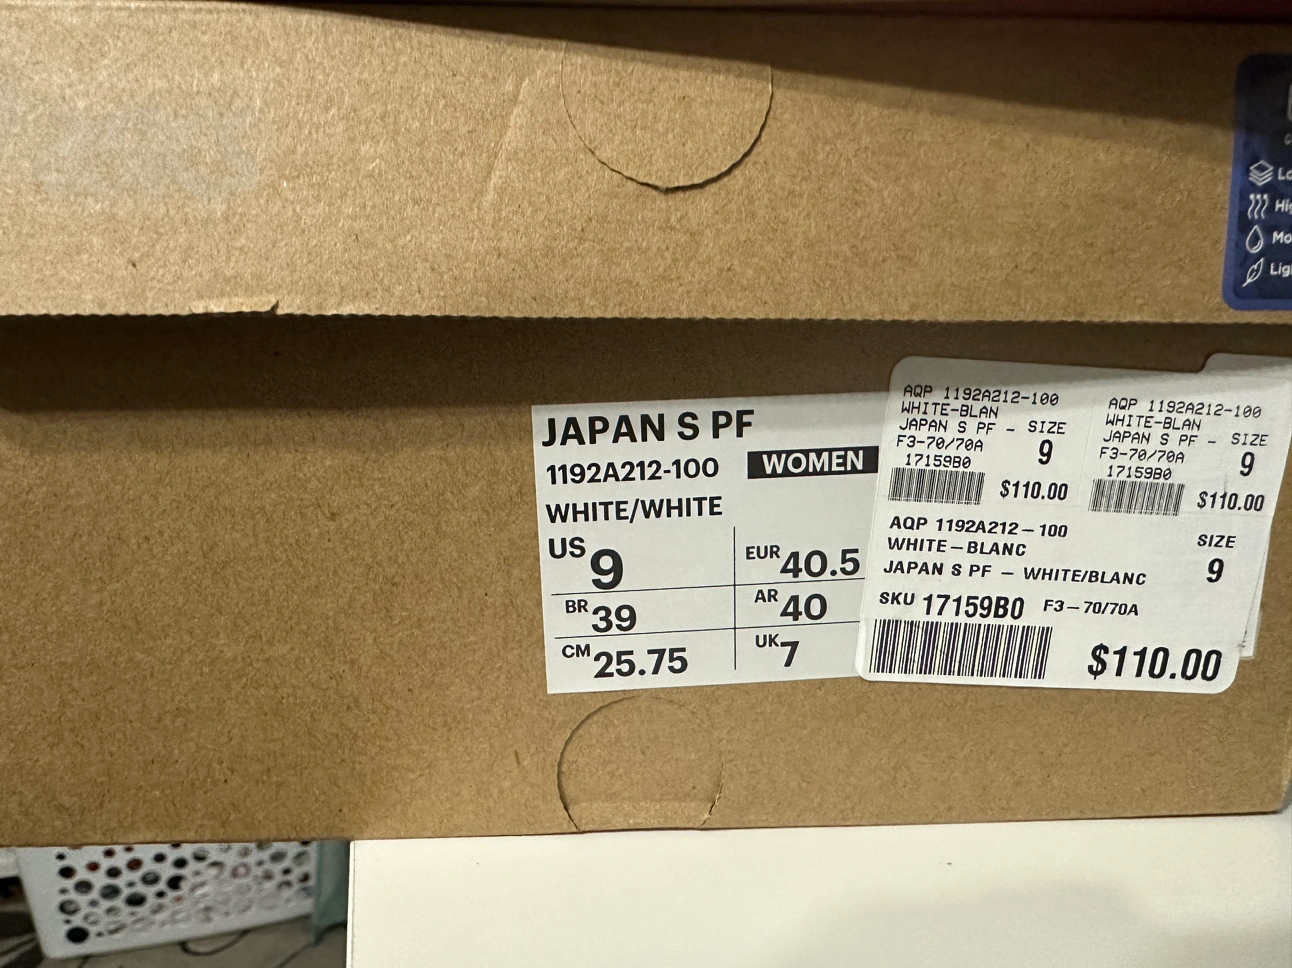 JAPAN S PF
1192A212-100
WOMEN
WHITE/WHITE
US 9
EUR 40.5
BR 39
AR 40
CM 25.75
UK 7
AQP 1192A212-100
WHITE-BLAN
JAPAN S PF - SIZE
F3-70/70A 9
17159B0
$110.00
AQP 1192A212-100
WHITE-BLAN
JAPAN S PF - SIZE
F3-70/70A 9
17159B0
$110.00
AQP 1192A212-100
WHITE-BLANC
SIZE
JAPAN S PF - WHITE/BLANC
9
SKU 17159B0 F3-70/70A
$110.00